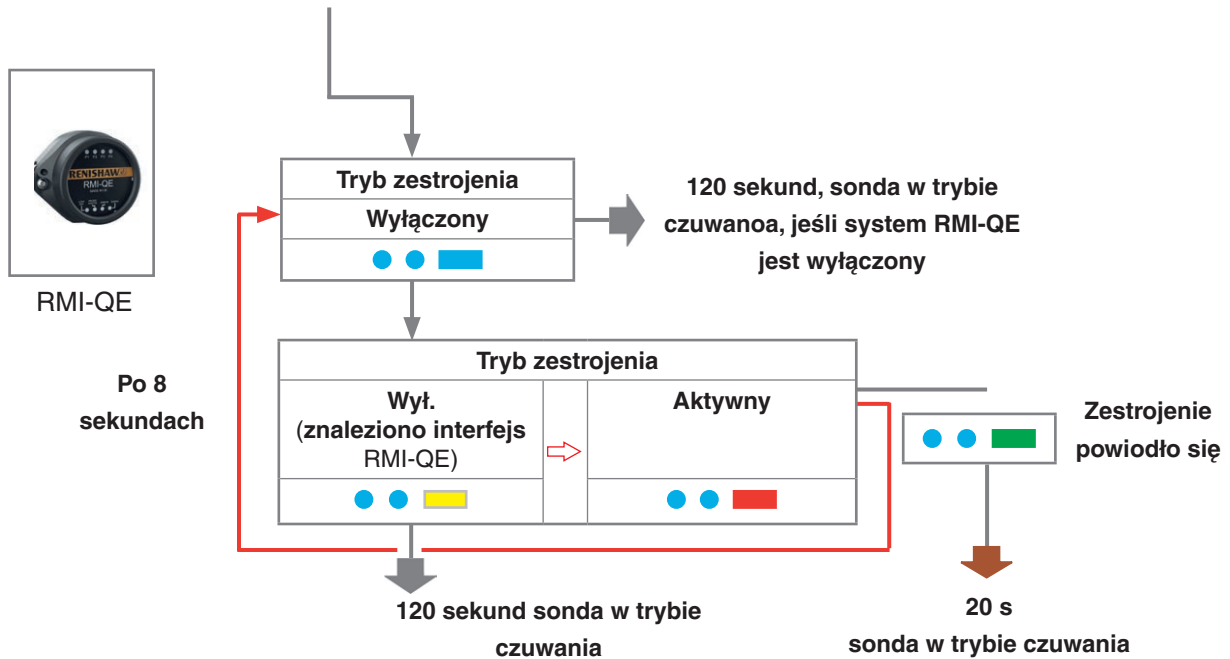 RENISHAW
RMI-QE
RMI-QE
Tryb zestrojenia
Wyłączony
120 sekund, sonda w trybie
czuwanoa, jeśli system RMI-QE
jest wyłączony
Po 8
sekundach
Tryb zestrojenia
Wył.
(znaleziono interfejs
RMI-QE)
Aktywny
Zestrojenie
powiodło się
120 sekund sonda w trybie
czuwania
20 s
sonda w trybie czuwania